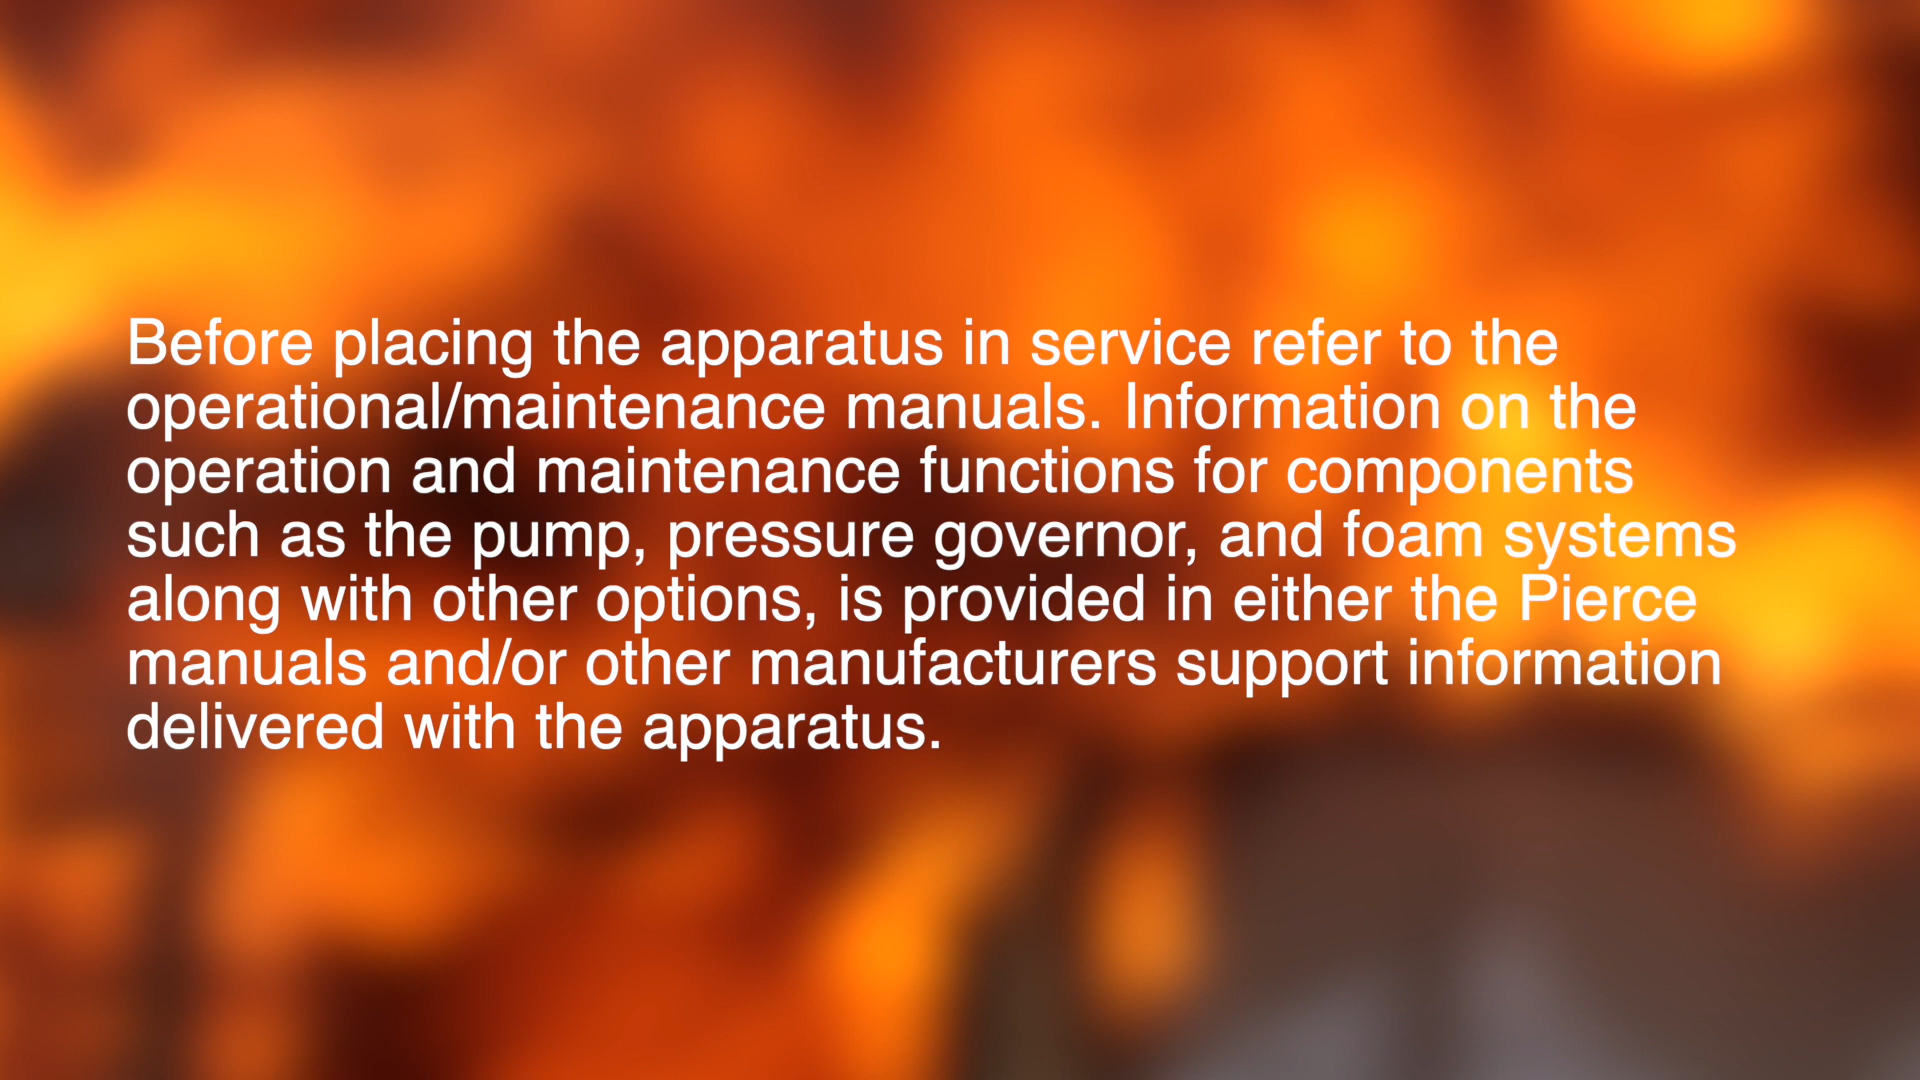 Before placing the apparatus in service refer to the
operational/maintenance manuals. Information on the
operation and maintenance functions for components
such as the pump, pressure governor, and foam systems
along with other options, is provided in either the Pierce
manuals and/or other manufacturers support information
delivered with the apparatus.